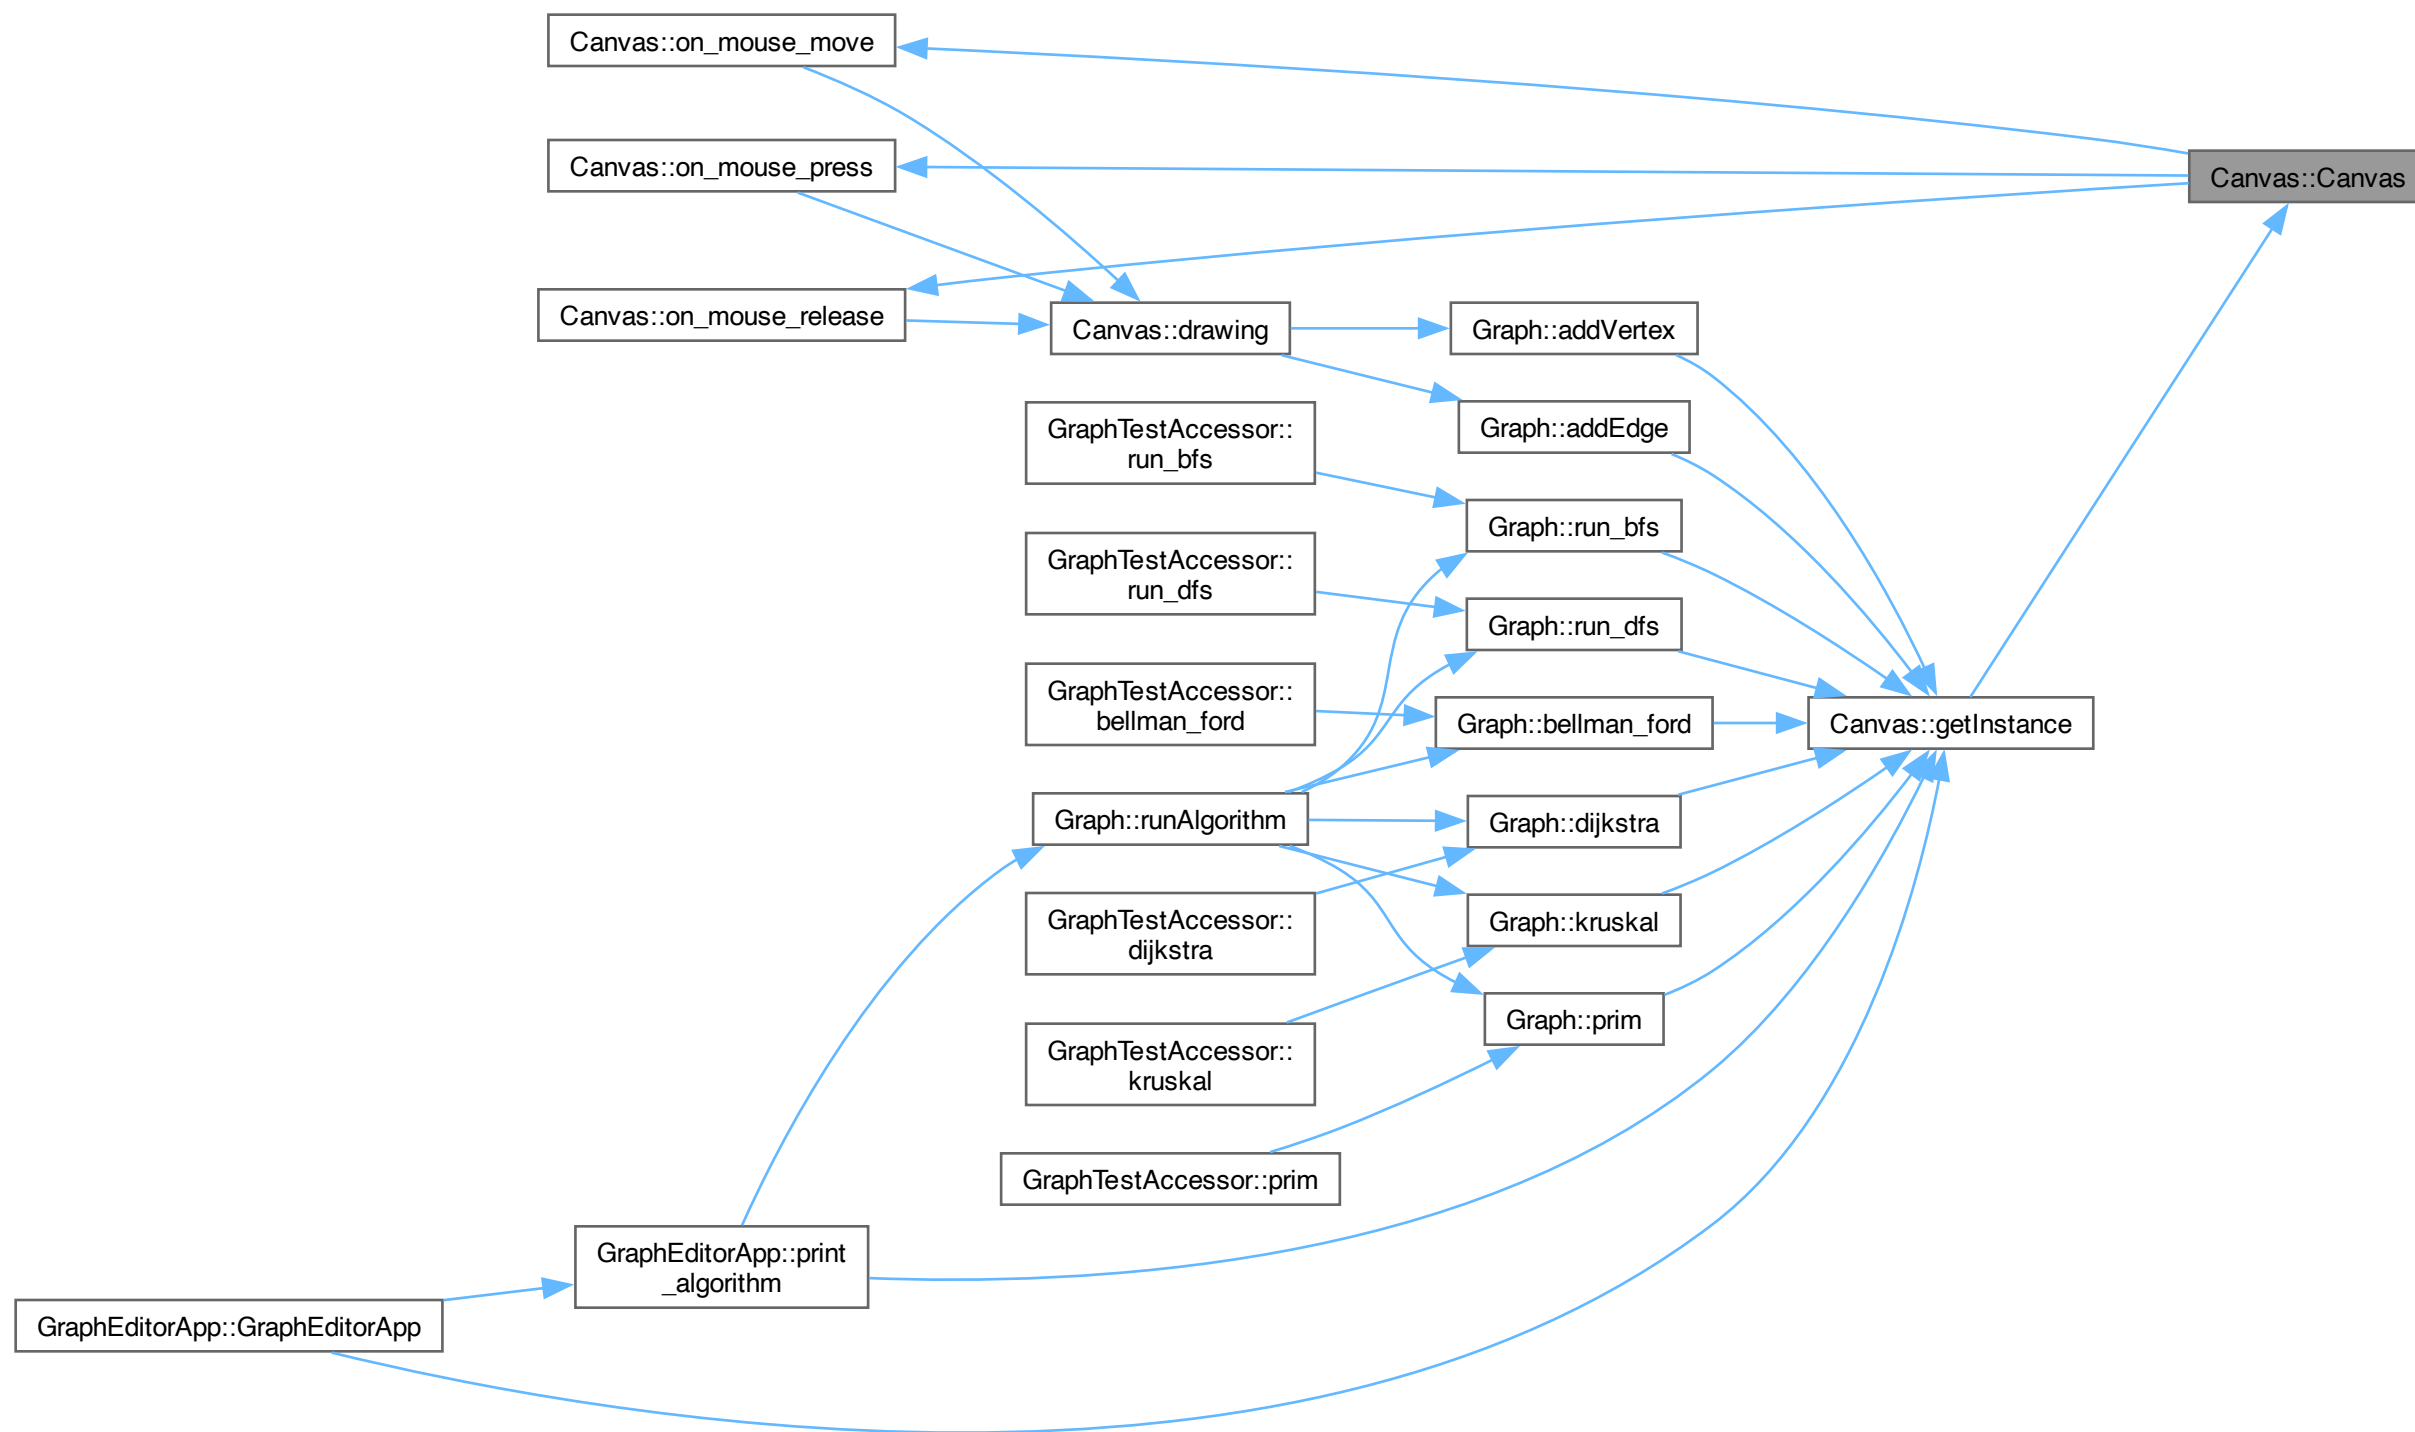 Canvas::on_mouse_move
Canvas::on_mouse_press
Canvas::Canvas
Canvas::on_mouse_release
Canvas::drawing
Graph::addVertex
Graph::addEdge
GraphTestAccessor::
run_bfs
Graph::run_bfs
GraphTestAccessor::
run_dfs
Graph::run_dfs
GraphTestAccessor::
bellman_ford
Graph::bellman_ford
Canvas::getInstance
Graph::runAlgorithm
Graph::dijkstra
GraphTestAccessor::
dijkstra
Graph::kruskal
GraphTestAccessor::
kruskal
Graph::prim
GraphTestAccessor::prim
GraphEditorApp::print
_algorithm
GraphEditorApp::GraphEditorApp